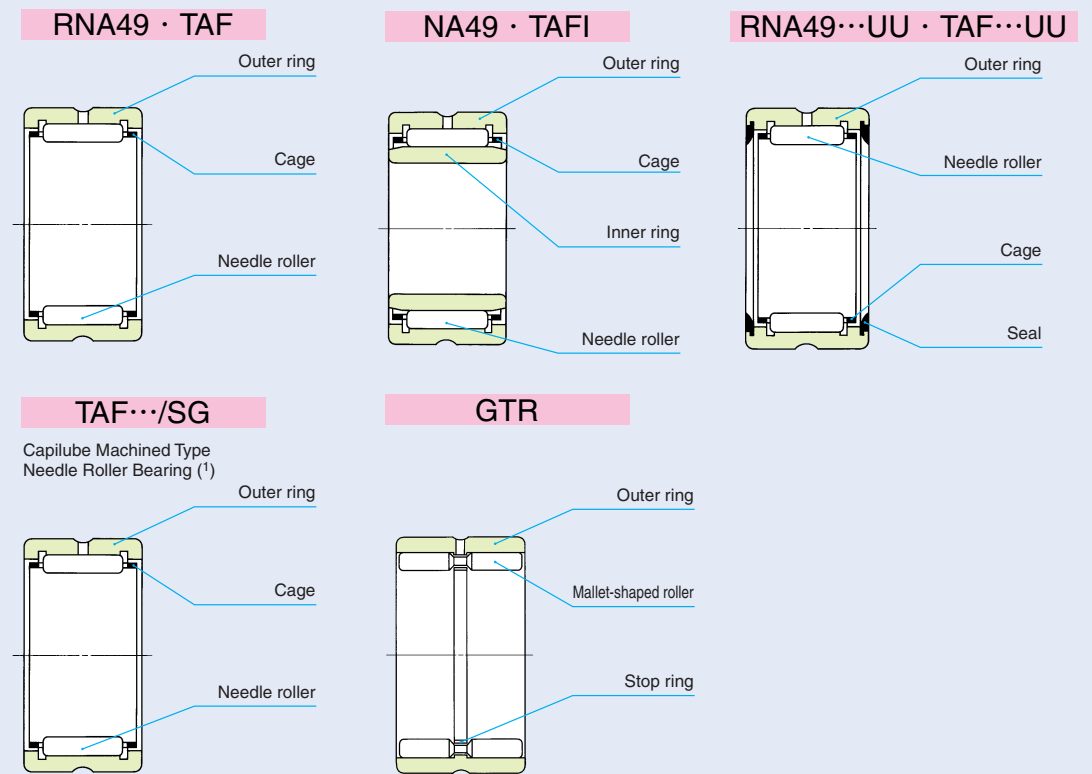 RNA49・TAF
Outer ring
Cage
Needle roller
NA49・TAFI
Outer ring
Cage
Inner ring
Needle roller
RNA49⋯UU・TAF⋯UU
Outer ring
Needle roller
Cage
Seal
TAF⋯/SG
Capilube Machined Type
Needle Roller Bearing (¹)
Outer ring
Cage
Needle roller
GTR
Outer ring
Mallet-shaped roller
Stop ring